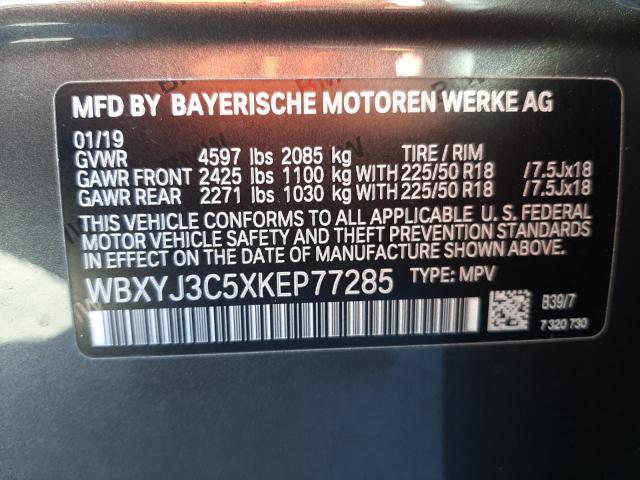 MFD BY BAYERISCHE MOTOREN WERKE AG
01/19
GVWR 4597 lbs 2085 kg TIRE / RIM
GAWR FRONT 2425 lbs 1100 kg WITH 225/50 R18 /7.5Jx18
GAWR REAR 2271 lbs 1030 kg WITH 225/50 R18 /7.5Jx18
THIS VEHICLE CONFORMS TO ALL APPLICABLE U. S. FEDERAL
MOTOR VEHICLE SAFETY AND THEFT PREVENTION STANDARDS
IN EFFECT ON THE DATE OF MANUFACTURE SHOWN ABOVE.
WBXYJ3C5XKEP77285 TYPE: MPV
B39/7
7 320 730